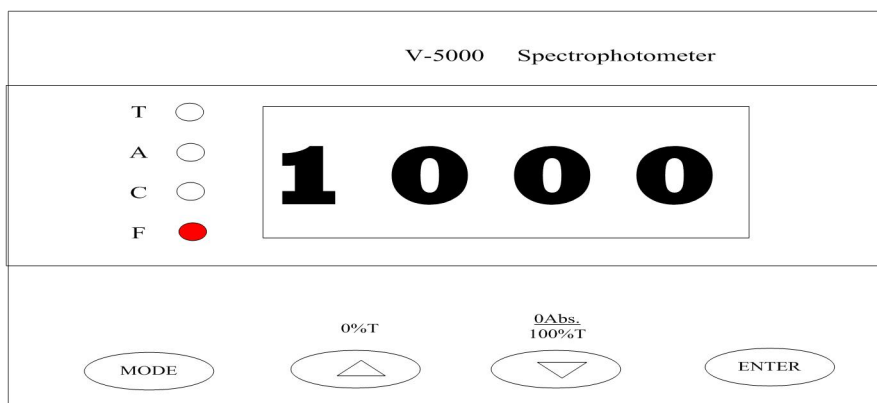 V-5000 Spectrophotometer
T
A
C
F
1000
0%T
0Abs.
100%T
MODE
ENTER